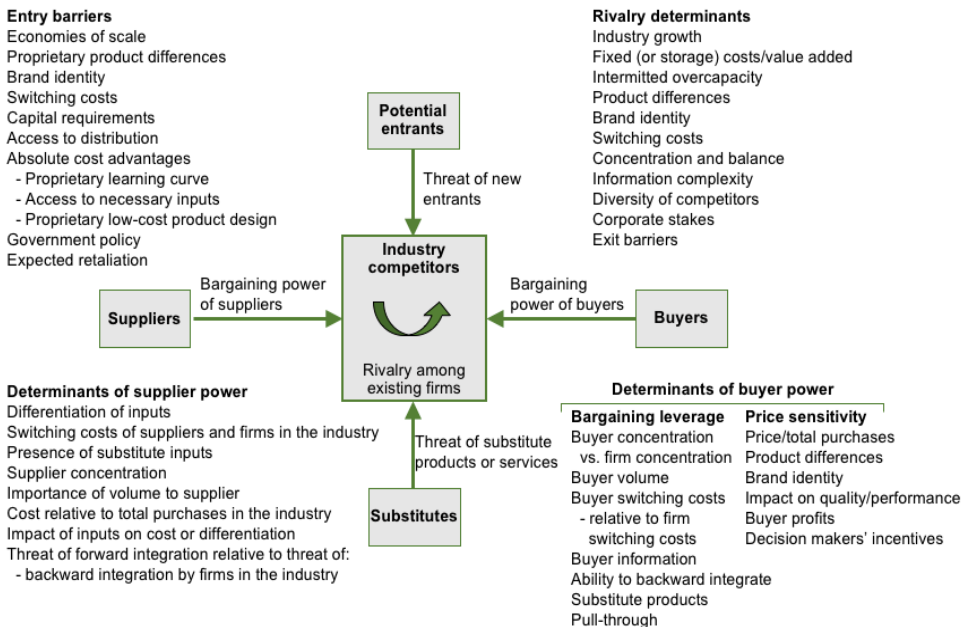 Entry barriers
Economies of scale
Proprietary product differences
Brand identity
Switching costs
Capital requirements
Access to distribution
Absolute cost advantages
- Proprietary learning curve
- Access to necessary inputs
- Proprietary low-cost product design
Government policy
Expected retaliation
Rivalry determinants
Industry growth
Fixed (or storage) costs/value added
Intermitted overcapacity
Product differences
Brand identity
Switching costs
Concentration and balance
Information complexity
Diversity of competitors
Corporate stakes
Exit barriers
Potential
entrants
Threat of new
entrants
Industry
competitors
Rivalry among
existing firms
Bargaining power
of suppliers
Suppliers
Bargaining
power of buyers
Buyers
Threat of substitute
products or services
Substitutes
Determinants of supplier power
Differentiation of inputs
Switching costs of suppliers and firms in the industry
Presence of substitute inputs
Supplier concentration
Importance of volume to supplier
Cost relative to total purchases in the industry
Impact of inputs on cost or differentiation
Threat of forward integration relative to threat of:
- backward integration by firms in the industry
Determinants of buyer power
Bargaining leverage
Buyer concentration
vs. firm concentration
Buyer volume
Buyer switching costs
- relative to firm
switching costs
Buyer information
Ability to backward integrate
Substitute products
Pull-through
Price sensitivity
Price/total purchases
Product differences
Brand identity
Impact on quality/performance
Buyer profits
Decision makers' incentives